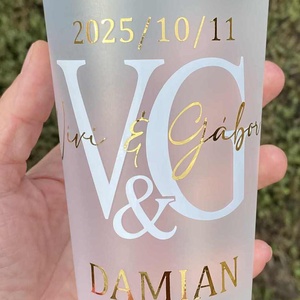 2025/10/11
V&G
Vivi & Gábor
DAMIAN